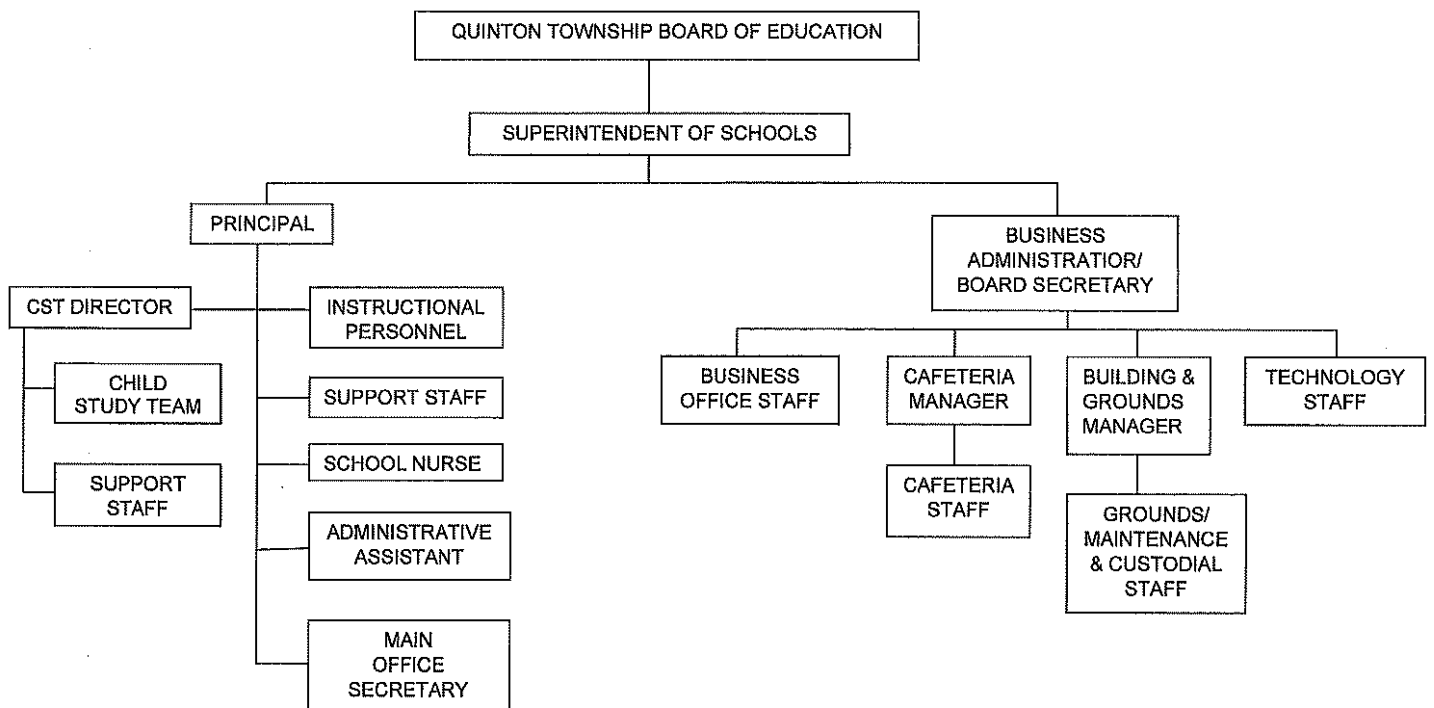 QUINTON TOWNSHIP BOARD OF EDUCATION
SUPERINTENDENT OF SCHOOLS
PRINCIPAL
BUSINESS
ADMINISTRATIOR/
BOARD SECRETARY
CST DIRECTOR
INSTRUCTIONAL
PERSONNEL
CHILD
STUDY TEAM
SUPPORT STAFF
SUPPORT
STAFF
SCHOOL NURSE
ADMINISTRATIVE
ASSISTANT
MAIN
OFFICE
SECRETARY
BUSINESS
OFFICE STAFF
CAFETERIA
MANAGER
BUILDING &
GROUNDS
MANAGER
TECHNOLOGY
STAFF
CAFETERIA
STAFF
GROUNDS/
MAINTENANCE
& CUSTODIAL
STAFF